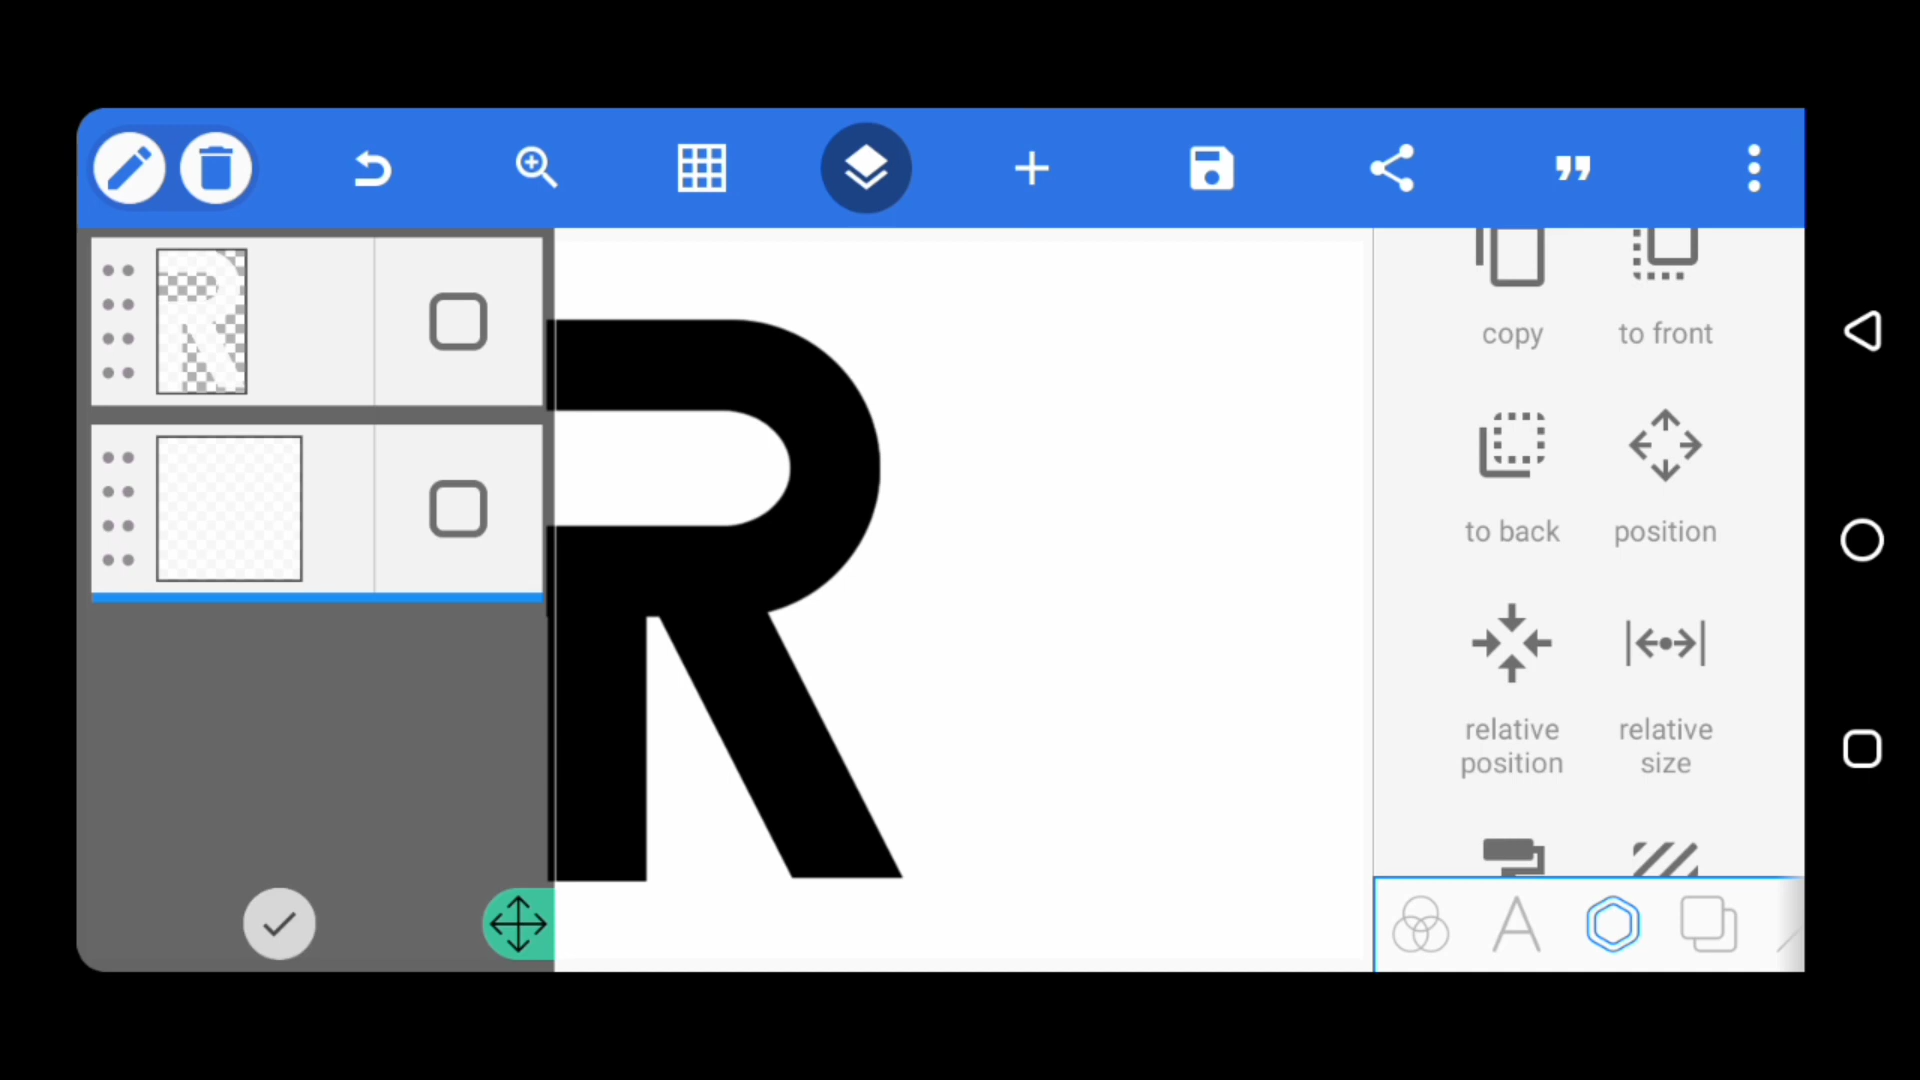 R
copy
to front
to back
position
relative
position
relative
size